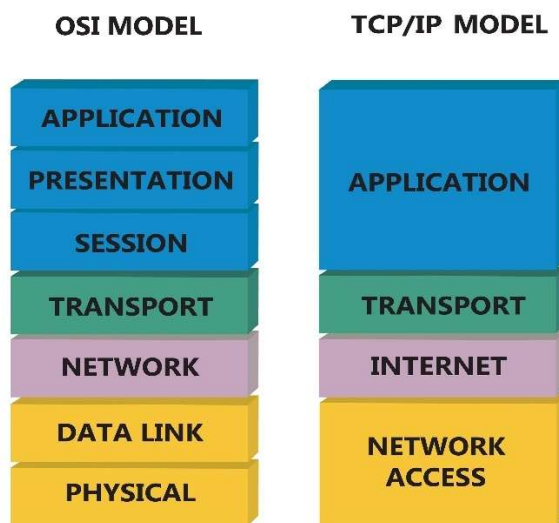 OSI MODEL
APPLICATION
PRESENTATION
SESSION
TRANSPORT
NETWORK
DATA LINK
PHYSICAL
TCP/IP MODEL
APPLICATION
TRANSPORT
INTERNET
NETWORK
ACCESS